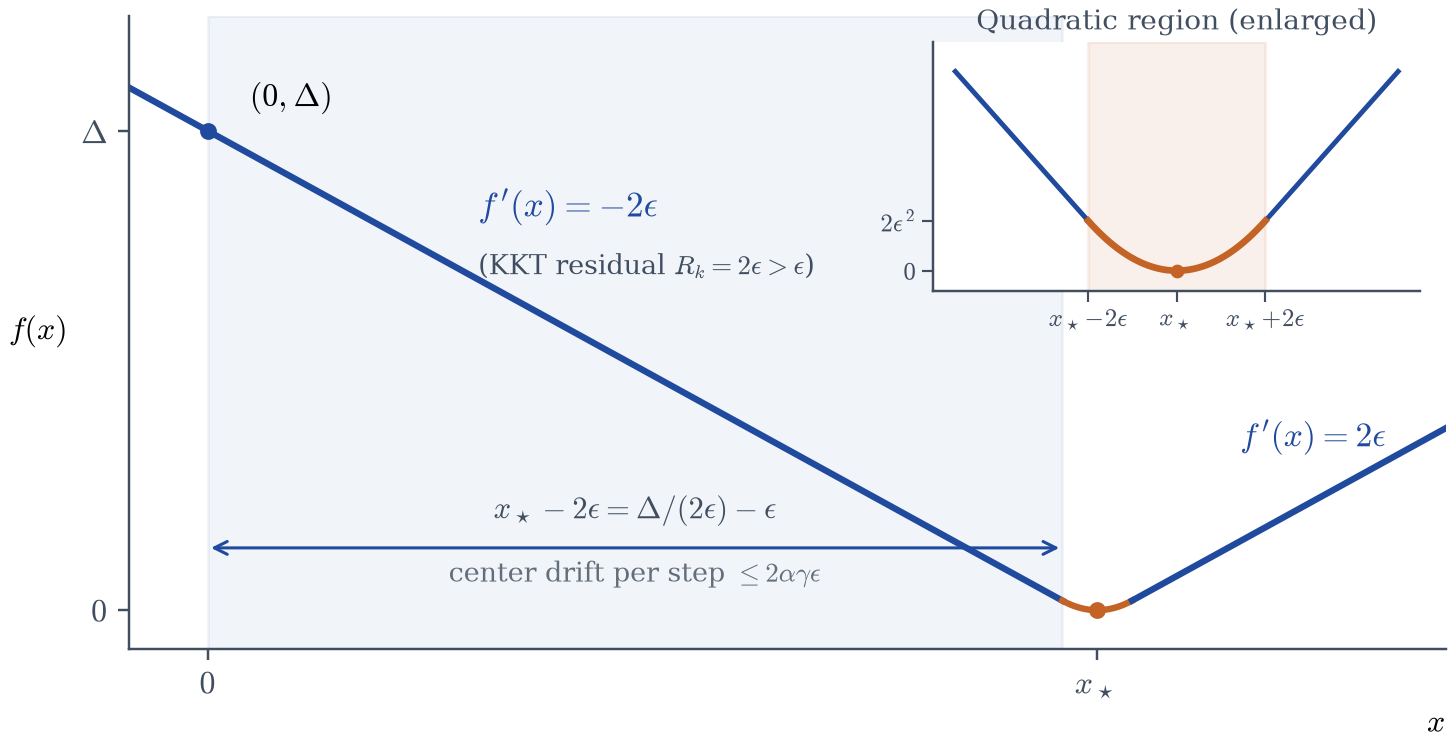 Quadratic region (enlarged)
(0, Δ)
Δ
f′(x) = −2ϵ
2ϵ²
(KKT residual R_k = 2ϵ > ϵ)
0
x⋆−2ϵ
x⋆
x⋆+2ϵ
f(x)
f′(x) = 2ϵ
x⋆ − 2ϵ = Δ/(2ϵ) − ϵ
center drift per step ≤ 2αγϵ
0
0
x⋆
x